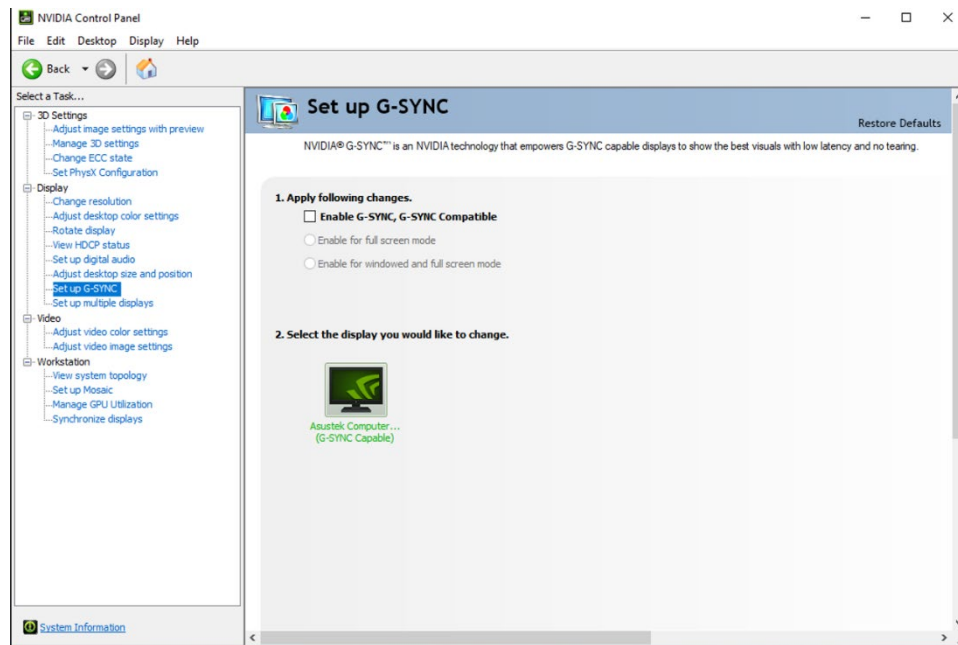 NVIDIA Control Panel
File Edit Desktop Display Help
Back
Select a Task...
3D Settings
Adjust image settings with preview
Manage 3D settings
Change ECC state
Set PhysX Configuration
Display
Change resolution
Adjust desktop color settings
Rotate display
View HDCP status
Set up digital audio
Adjust desktop size and position
Set up G-SYNC
Set up multiple displays
Video
Adjust video color settings
Adjust video image settings
Workstation
View system topology
Set up Mosaic
Manage GPU Utilization
Synchronize displays
System Information
Set up G-SYNC
Restore Defaults
NVIDIA® G-SYNC™ is an NVIDIA technology that empowers G-SYNC capable displays to show the best visuals with low latency and no tearing.
1. Apply following changes.
Enable G-SYNC, G-SYNC Compatible
Enable for full screen mode
Enable for windowed and full screen mode
2. Select the display you would like to change.
Asustek Computer...
(G-SYNC Capable)